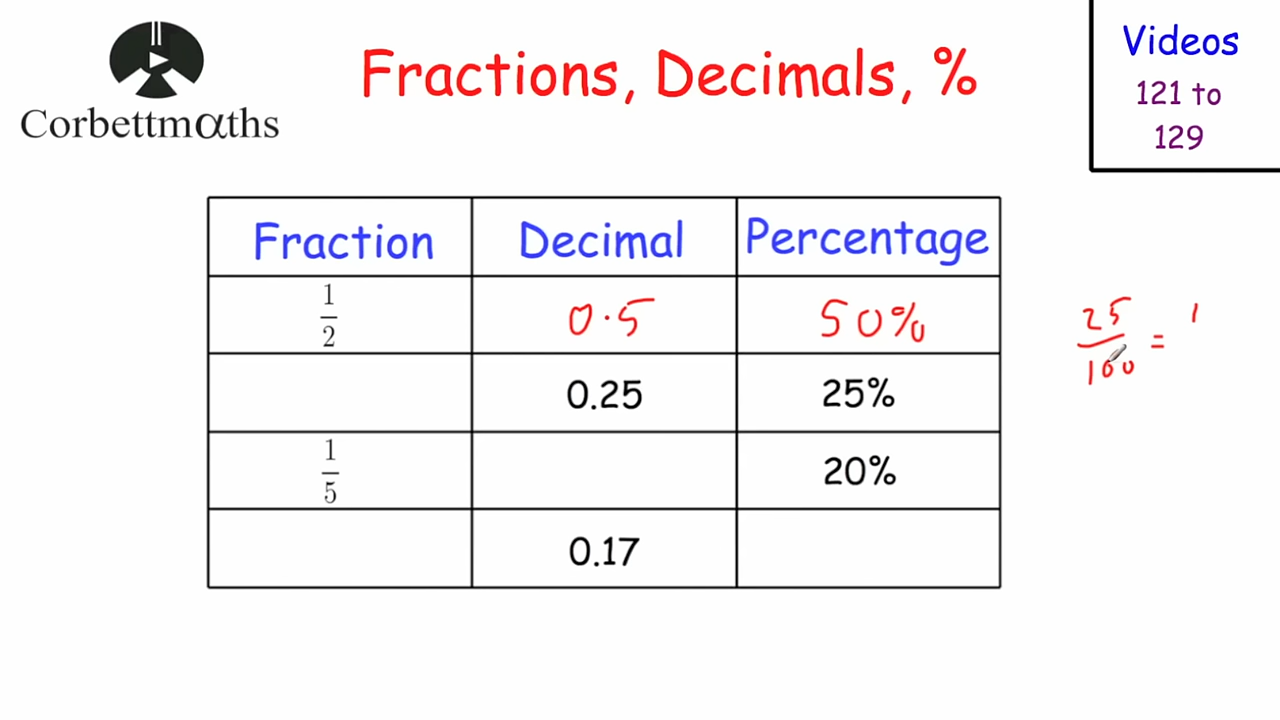 Corbettmαths
Fractions, Decimals, %
Videos
121 to
129
Fraction Decimal Percentage
1/2 0.5 50%
0.25 25%
1/5 20%
0.17
25/100 = 1